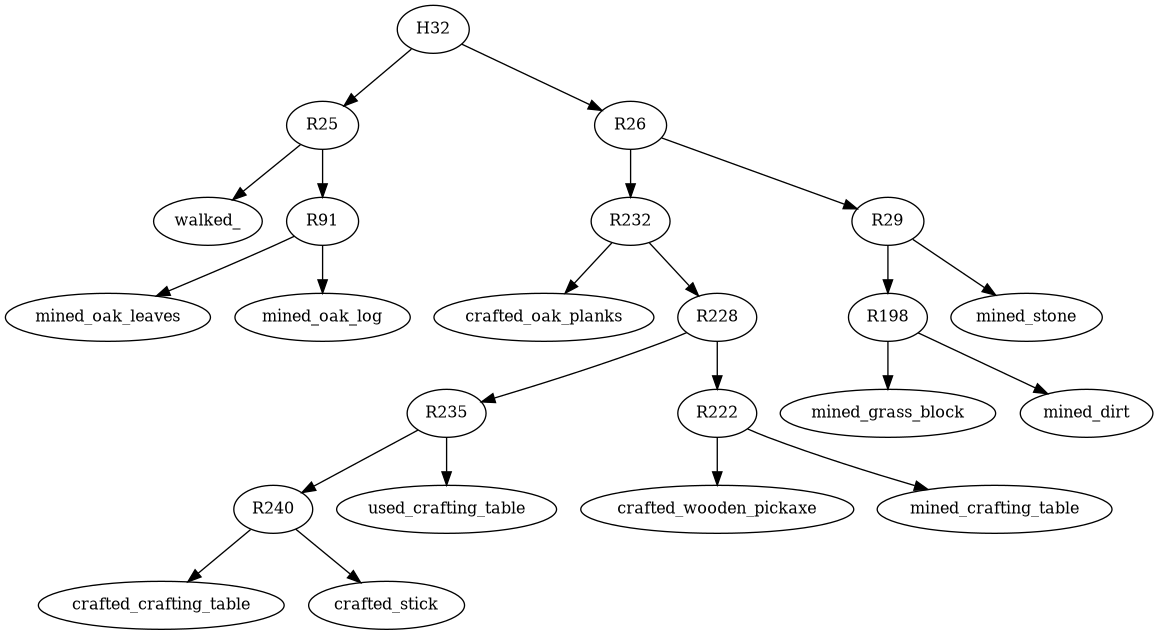 H32
R25
R26
walked_
R91
R232
R29
mined_oak_leaves
mined_oak_log
crafted_oak_planks
R228
R198
mined_stone
R235
R222
mined_grass_block
mined_dirt
R240
used_crafting_table
crafted_wooden_pickaxe
mined_crafting_table
crafted_crafting_table
crafted_stick